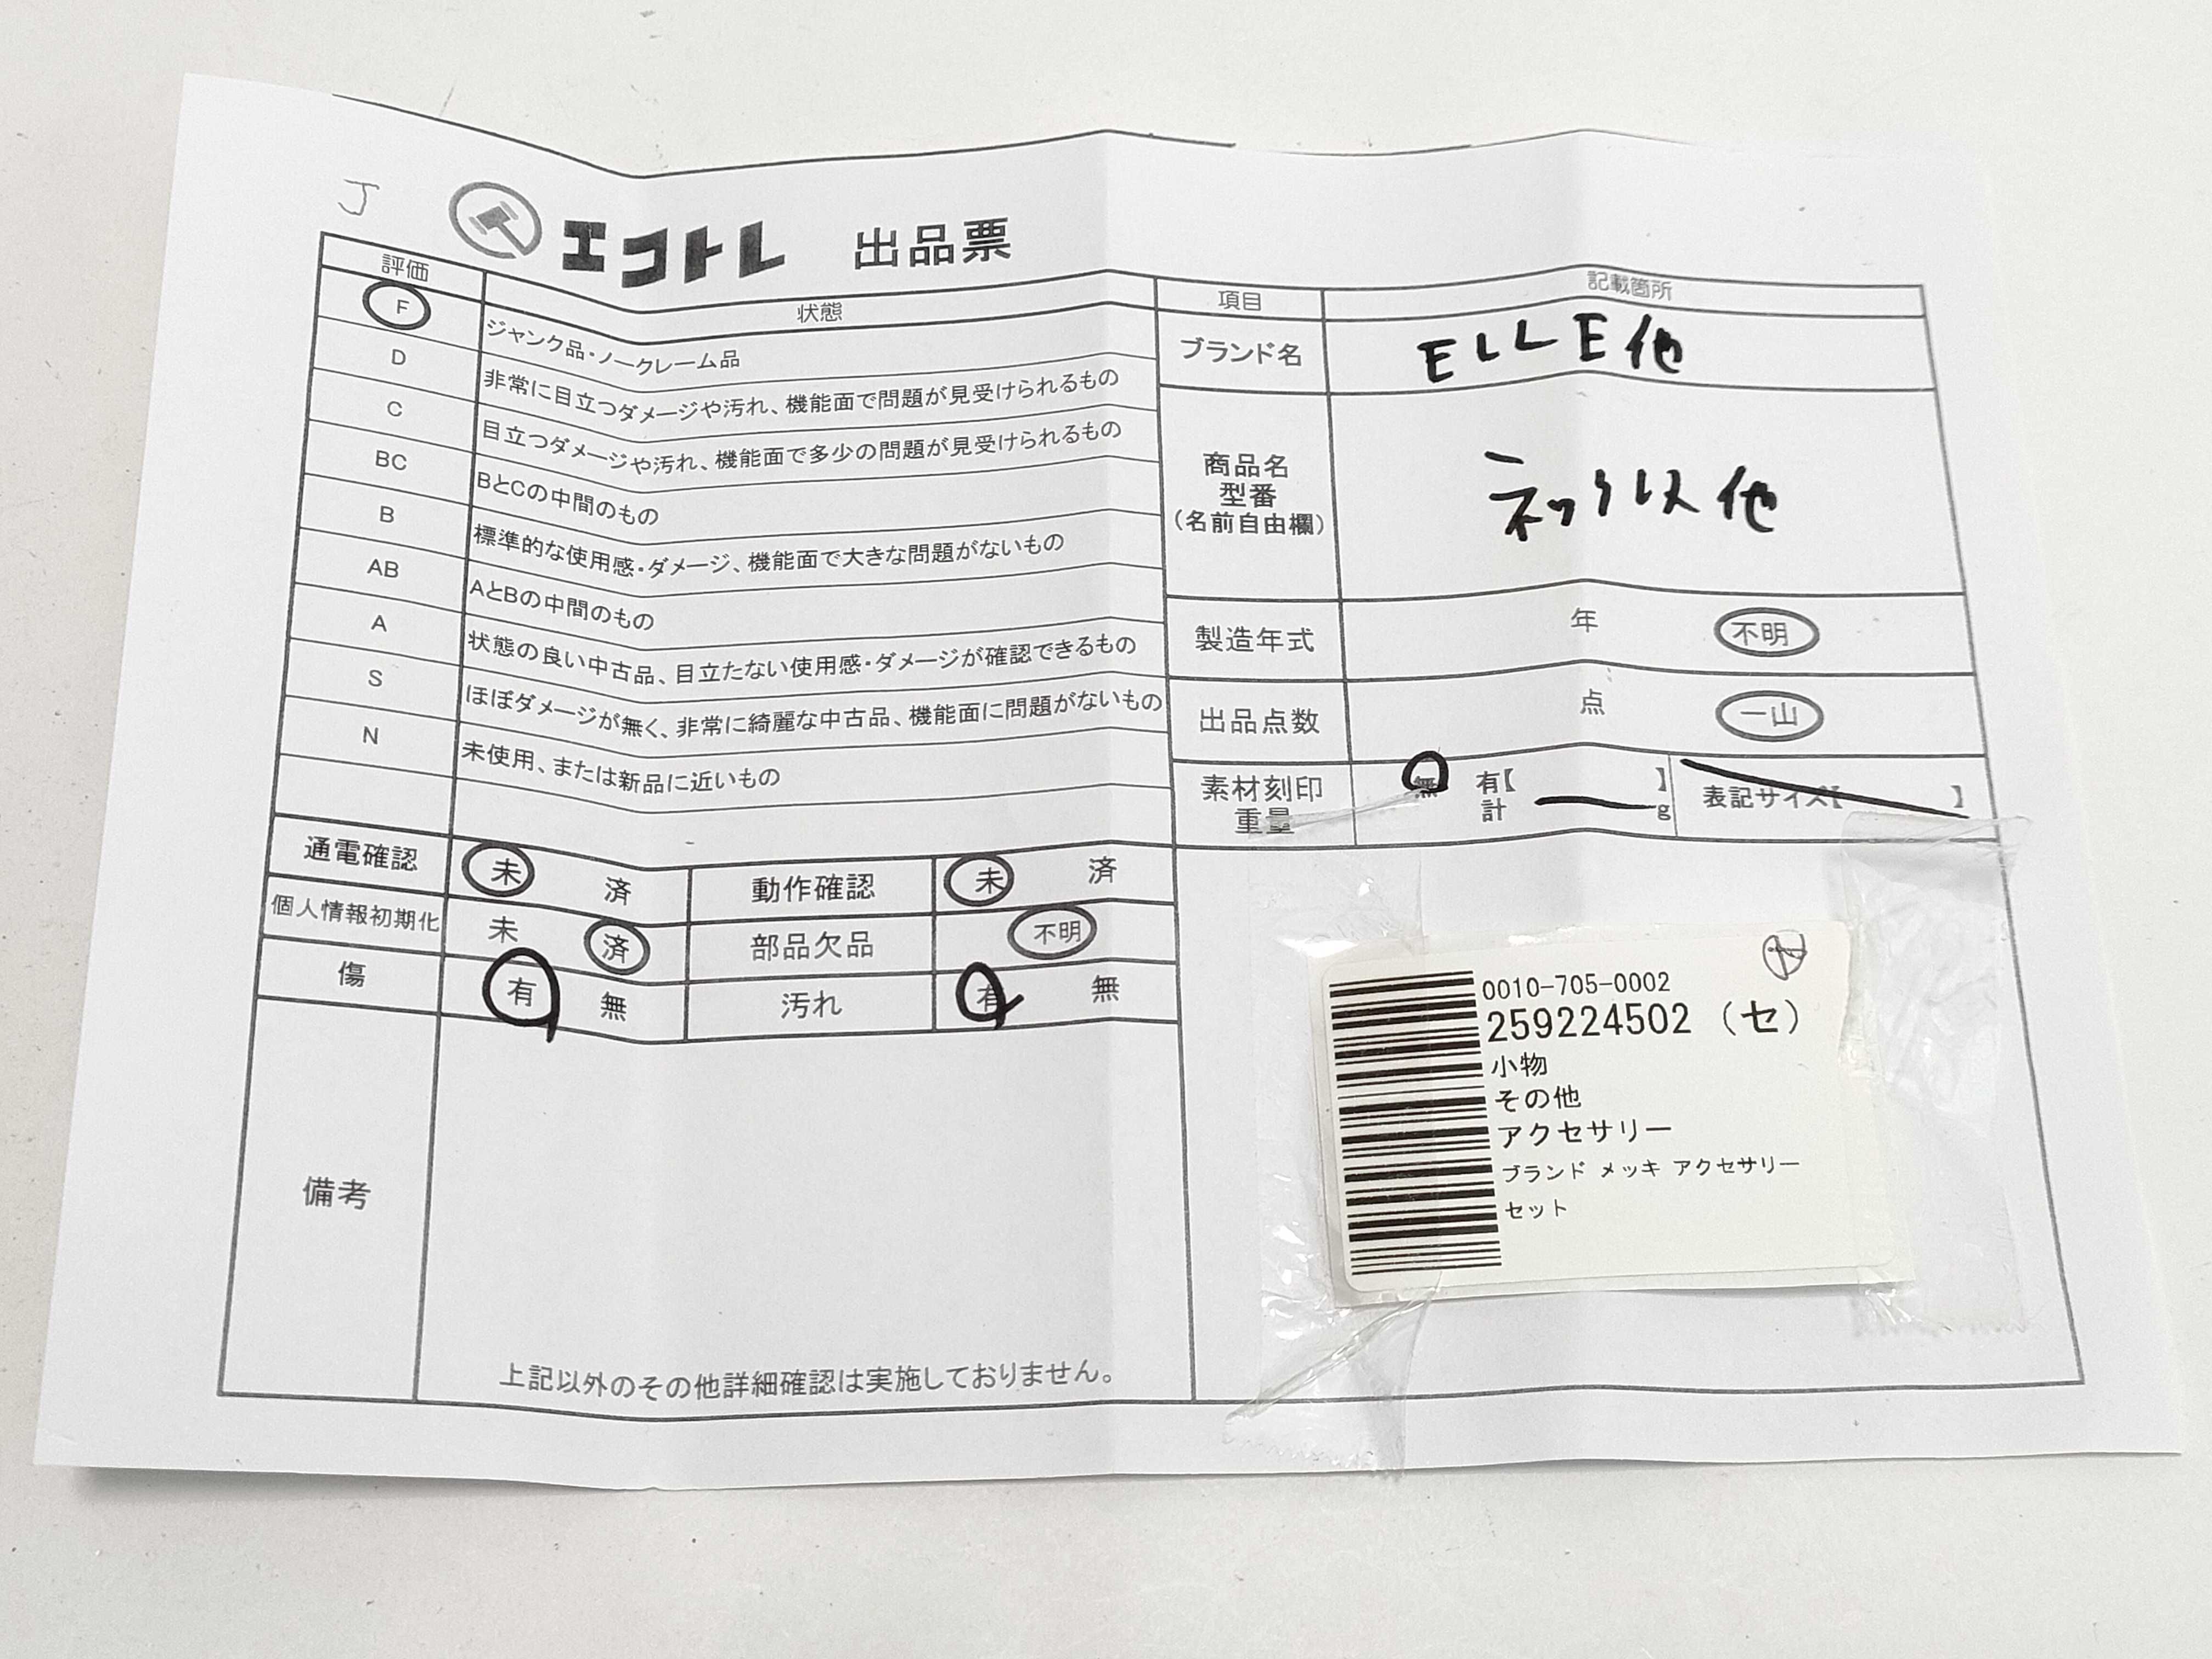 J
エコトレ 出品票
評価 状態
F ジャンク品・ノークレーム品
D 非常に目立つダメージや汚れ、機能面で問題が見受けられるもの
C 目立つダメージや汚れ、機能面で多少の問題が見受けられるもの
BC BとCの中間のもの
B 標準的な使用感・ダメージ、機能面で大きな問題がないもの
AB AとBの中間のもの
A 状態の良い中古品、目立たない使用感・ダメージが確認できるもの
S ほぼダメージが無く、非常に綺麗な中古品、機能面に問題がないもの
N 未使用、または新品に近いもの
通電確認 未 済 動作確認 未 済
個人情報初期化 未 済 部品欠品 不明
傷 有 無 汚れ 有 無
備考
上記以外のその他詳細確認は実施しておりません。
項目 記載箇所
ブランド名 ELLE他
商品名
型番
(名前自由欄)
ネックレス他
製造年式 年 不明
出品点数 点 一山
素材刻印 無 有【 】 表記サイズ【 】
重量 計 g
0010-705-0002
259224502 (セ)
小物
その他
アクセサリー
ブランド メッキ アクセサリー
セット